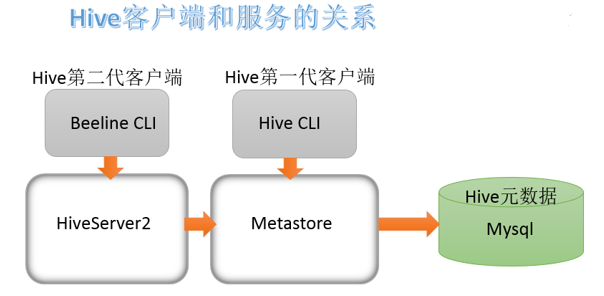 Hive客户端和服务的关系
Hive第二代客户端
Hive第一代客户端
Beeline CLI
Hive CLI
HiveServer2
Metastore
Hive元数据
Mysql